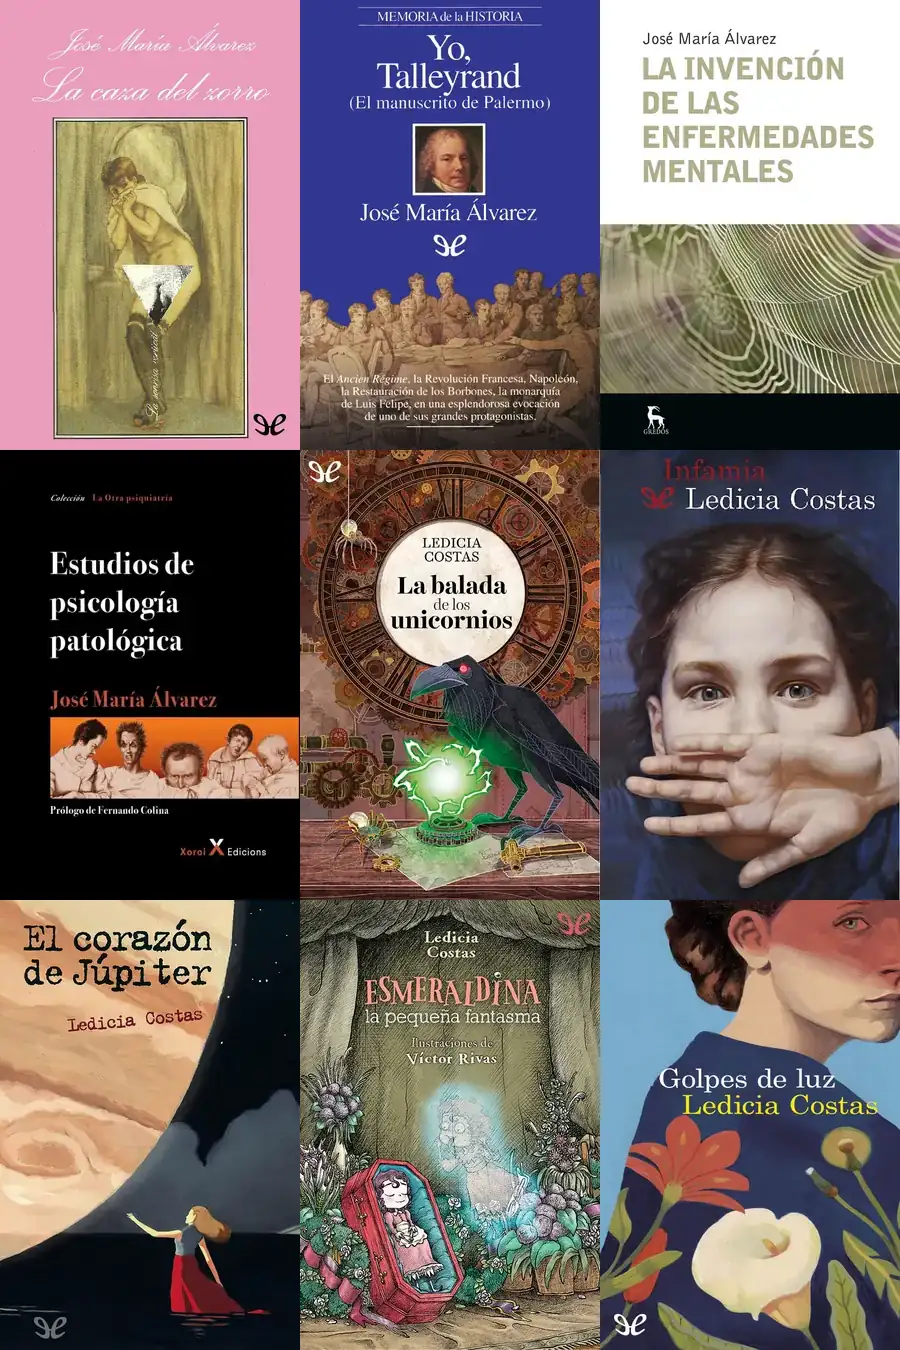 José María Álvarez
La caza del zorro
La sonrisa vertical
MEMORIA de la HISTORIA
Yo,
Talleyrand
(El manuscrito de Palermo)
José María Álvarez
El Ancien Régime, la Revolución Francesa, Napoleón,
la Restauración de los Borbones, la monarquía
de Luis Felipe, en una esplendorosa evocación
de uno de sus grandes protagonistas.
José María Álvarez
LA INVENCIÓN
DE LAS
ENFERMEDADES
MENTALES
GREDOS
Colección La Otra psiquiatría
Estudios de
psicología
patológica
José María Álvarez
Prólogo de Fernando Colina
Xoroi X Edicions
LEDICIA
COSTAS
La balada
de los
unicornios
Infamia
Ledicia Costas
El corazón
de Júpiter
Ledicia Costas
Ledicia
Costas
ESMERALDINA
la pequeña fantasma
Ilustraciones de
Víctor Rivas
Golpes de luz
Ledicia Costas